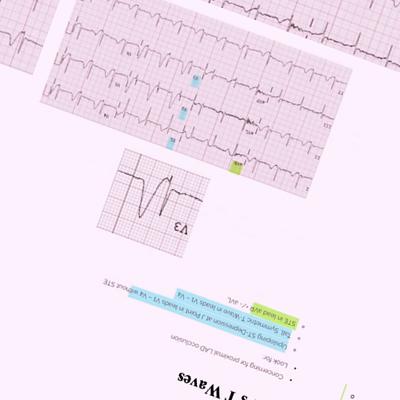 's T Waves
Concerning for proximal LAD occlusion
Look for:
Upsloping ST-Depression at J Point in leads V1 – V4 without STE
Tall, Symmetric T-Wave in leads V1 – V4
STE in lead aVR +/- aVL
V3